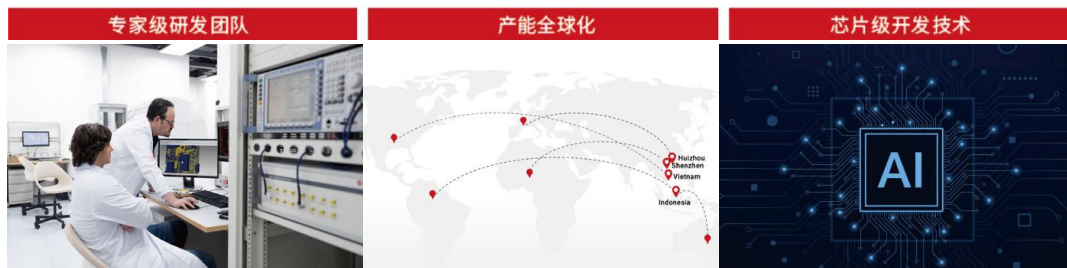 专家级研发团队
产能全球化
芯片级开发技术
Huizhou
Shenzhen
Vietnam
Indonesia
AI